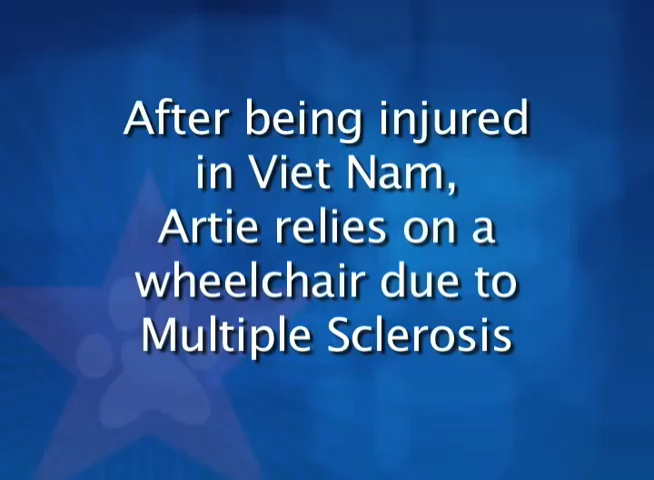 After being injured
in Viet Nam,
Artie relies on a
wheelchair due to
Multiple Sclerosis